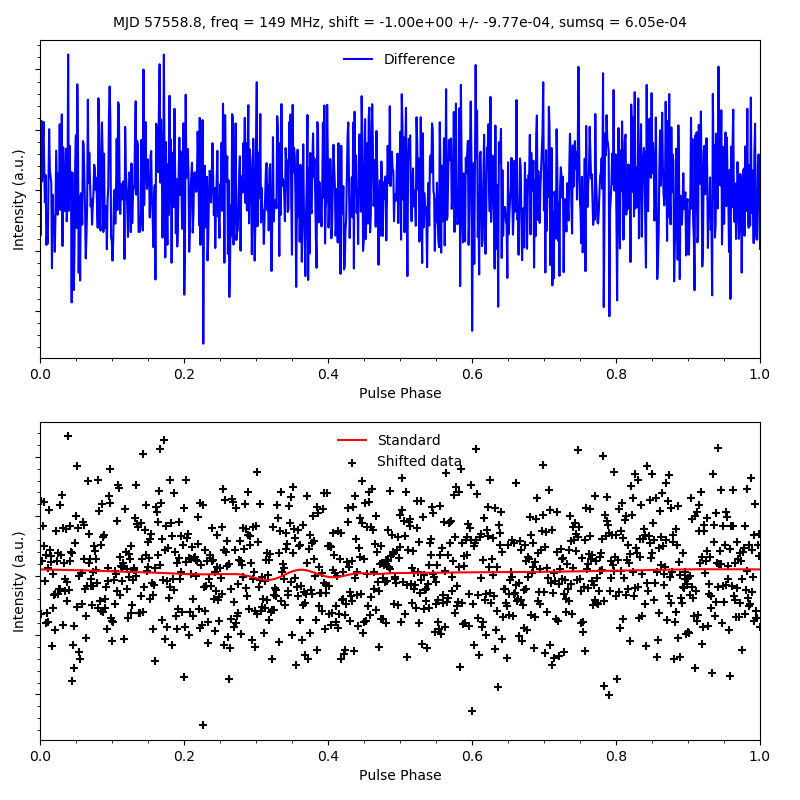 MJD 57558.8, freq = 149 MHz, shift = -1.00e+00 +/- -9.77e-04, sumsq = 6.05e-04
Difference
Intensity (a.u.)
0.0 0.2 0.4 0.6 0.8 1.0
Pulse Phase
Standard
Shifted data
Intensity (a.u.)
0.0 0.2 0.4 0.6 0.8 1.0
Pulse Phase